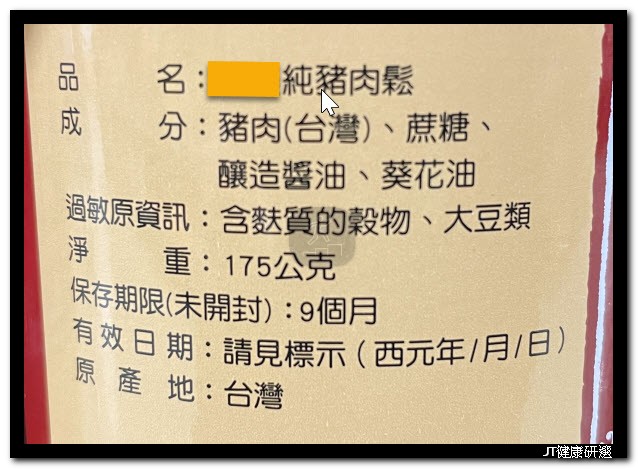 品名：純豬肉鬆
成分：豬肉(台灣)、蔗糖、
釀造醬油、葵花油
過敏原資訊：含麩質的穀物、大豆類
淨重：175公克
保存期限(未開封)：9個月
有效日期：請見標示（西元年/月/日）
原產地：台灣
JT健康研邀